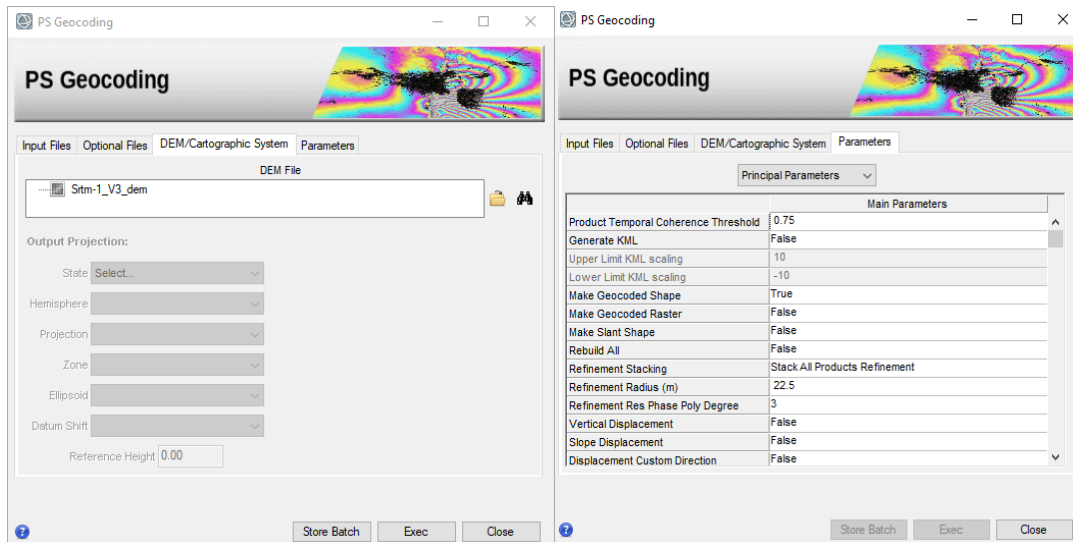 PS Geocoding
PS Geocoding
Input Files Optional Files DEM/Cartographic System Parameters
DEM File
Srtm-1_V3_dem
Output Projection:
State Select...
Hemisphere
Projection
Zone
Ellipsoid
Datum Shift
Reference Height 0.00
Store Batch Exec Close
PS Geocoding
PS Geocoding
Input Files Optional Files DEM/Cartographic System Parameters
Principal Parameters
Main Parameters
Product Temporal Coherence Threshold 0.75
Generate KML False
Upper Limit KML scaling 10
Lower Limit KML scaling -10
Make Geocoded Shape True
Make Geocoded Raster False
Make Slant Shape False
Rebuild All False
Refinement Stacking Stack All Products Refinement
Refinement Radius (m) 22.5
Refinement Res Phase Poly Degree 3
Vertical Displacement False
Slope Displacement False
Displacement Custom Direction False
Store Batch Exec Close